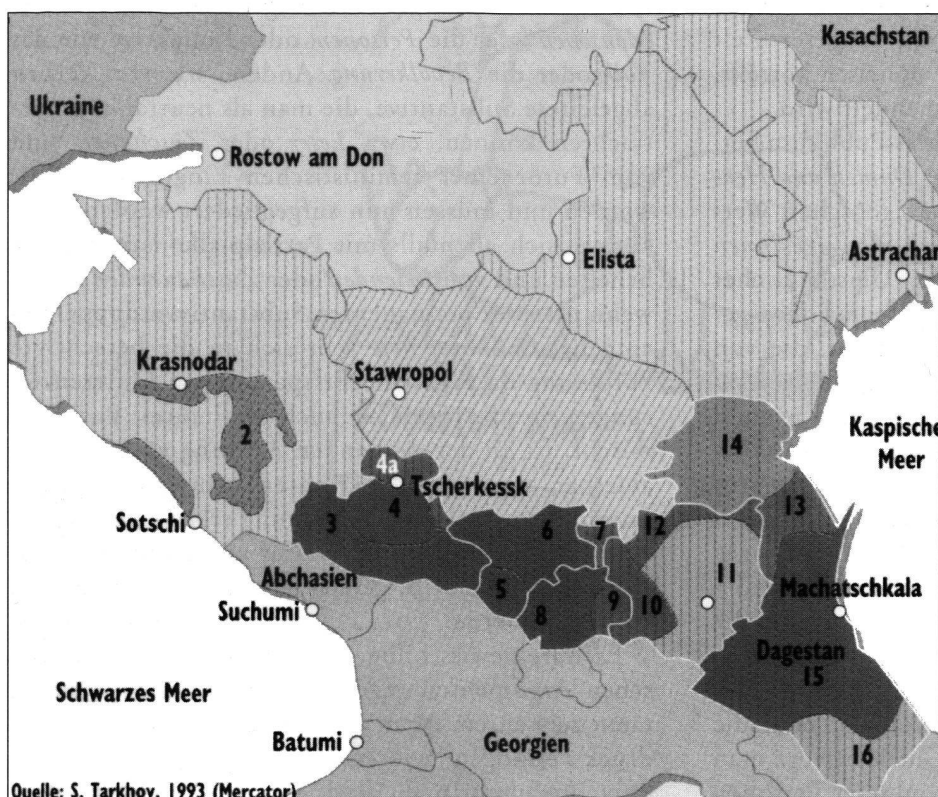 Kasachstan
Ukraine
Rostow am Don
Elista
Astrachan
Krasnodar
Stawropol
2
14
Kaspische
Meer
4a
Tscherkessk
13
3
4
6
7
12
Sotschi
11
Abchasien
5
9
10
Machatschkala
Suchumi
8
Dagestan
15
Schwarzes Meer
Batumi
Georgien
16
Quelle: S. Tarkhov, 1993 (Mercator)